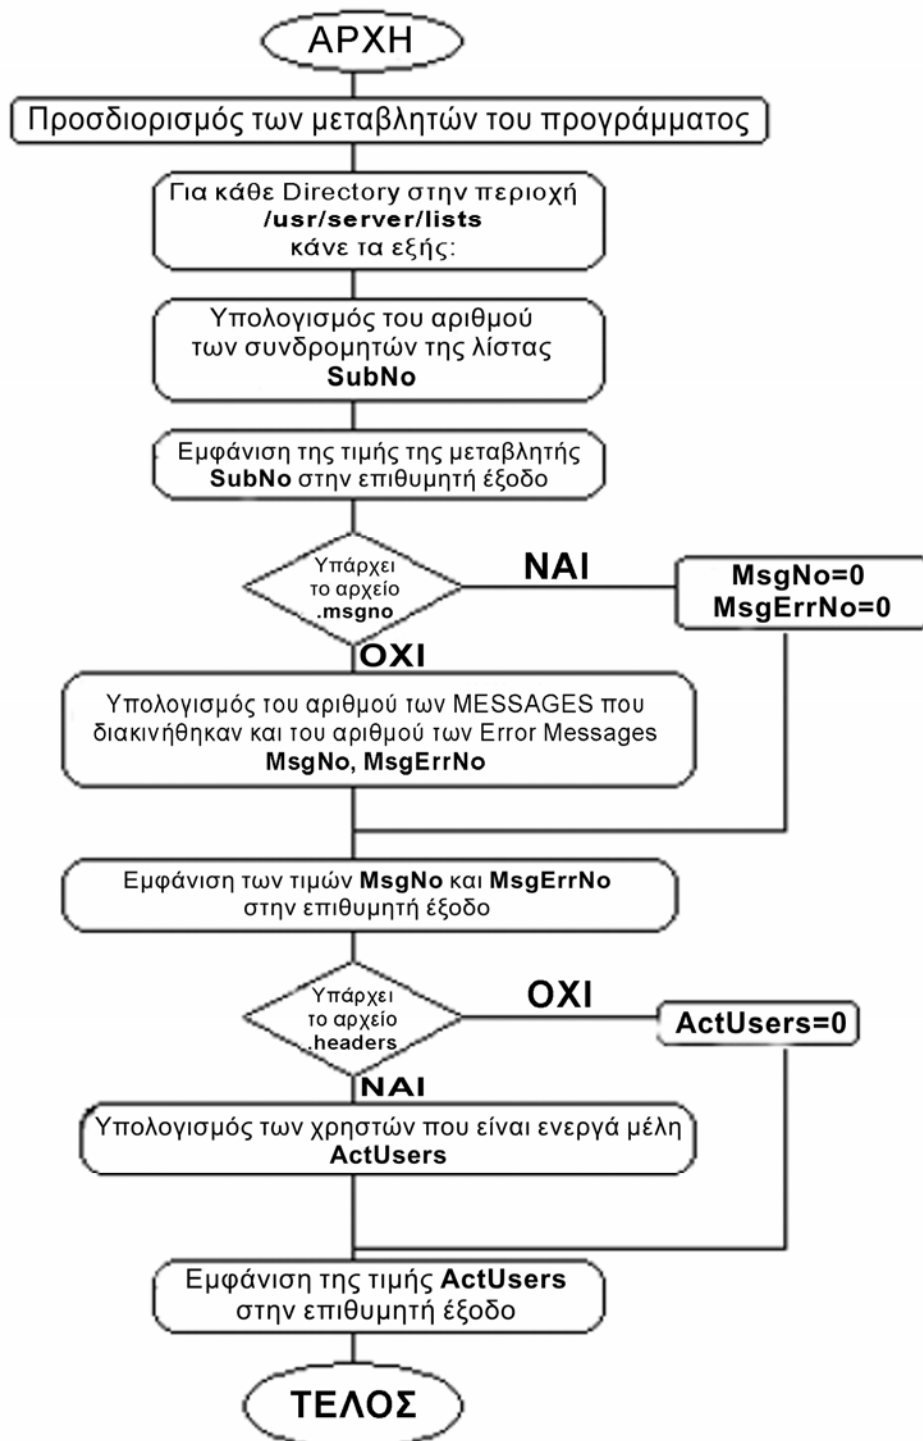 ΑΡΧΗ
Προσδιορισμός των μεταβλητών του προγράμματος
Για κάθε Directory στην περιοχή
/usr/server/lists
κάνε τα εξής:
Υπολογισμός του αριθμού
των συνδρομητών της λίστας
SubNo
Εμφάνιση της τιμής της μεταβλητής
SubNo στην επιθυμητή έξοδο
Υπάρχει
το αρχείο
.msgno
ΝΑΙ
MsgNo=0
MsgErrNo=0
ΟΧΙ
Υπολογισμός του αριθμού των MESSAGES που
διακινήθηκαν και του αριθμού των Error Messages
MsgNo, MsgErrNo
Εμφάνιση των τιμών MsgNo και MsgErrNo
στην επιθυμητή έξοδο
Υπάρχει
το αρχείο
.headers
ΟΧΙ
ActUsers=0
ΝΑΙ
Υπολογισμός των χρηστών που είναι ενεργά μέλη
ActUsers
Εμφάνιση της τιμής ActUsers
στην επιθυμητή έξοδο
ΤΕΛΟΣ